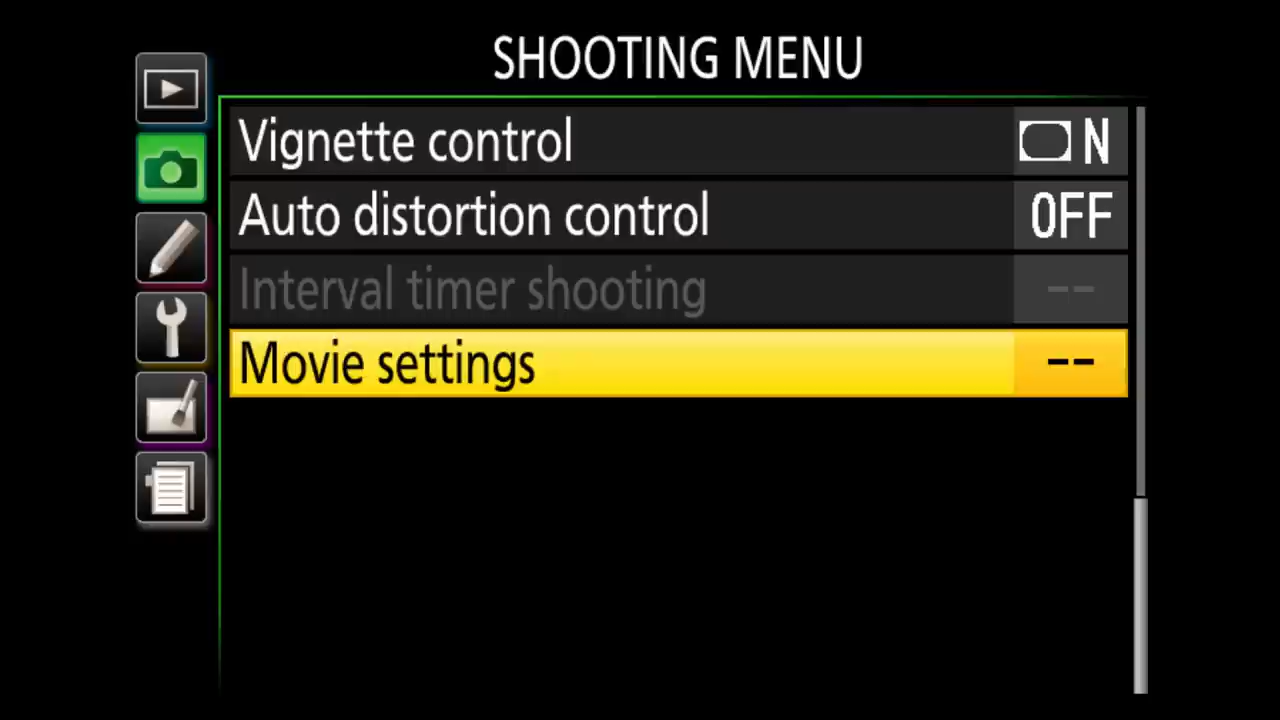 SHOOTING MENU
Vignette control N
Auto distortion control OFF
Interval timer shooting --
Movie settings --